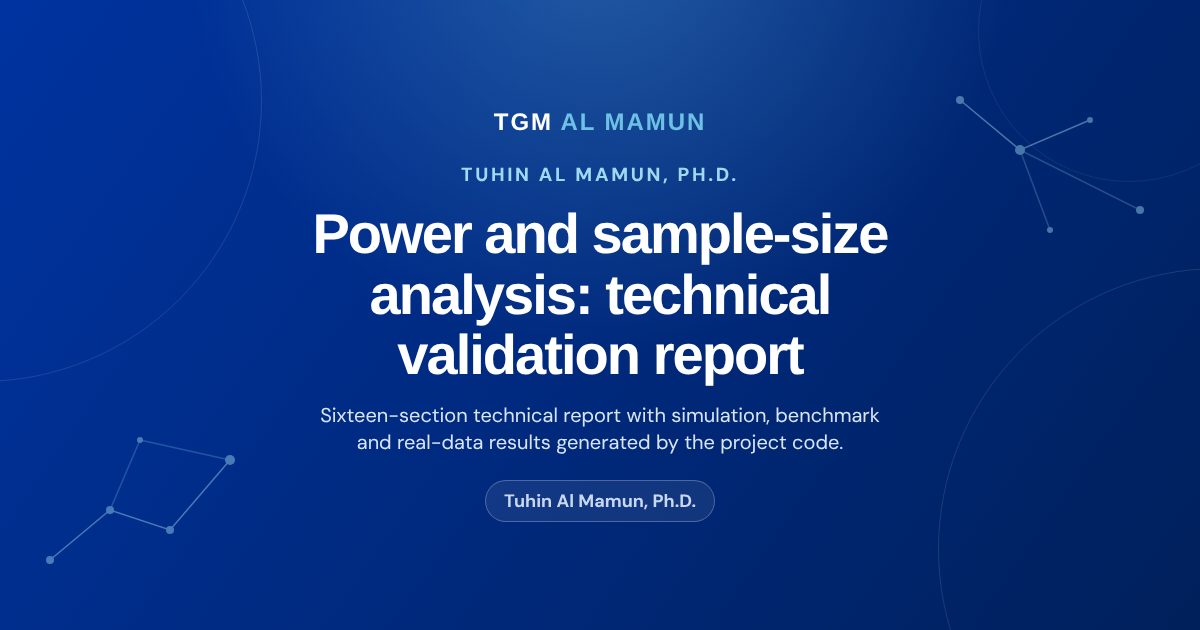 TGM AL MAMUN
TUHIN AL MAMUN, PH.D.
Power and sample-size
analysis: technical
validation report
Sixteen-section technical report with simulation, benchmark
and real-data results generated by the project code.
Tuhin Al Mamun, Ph.D.